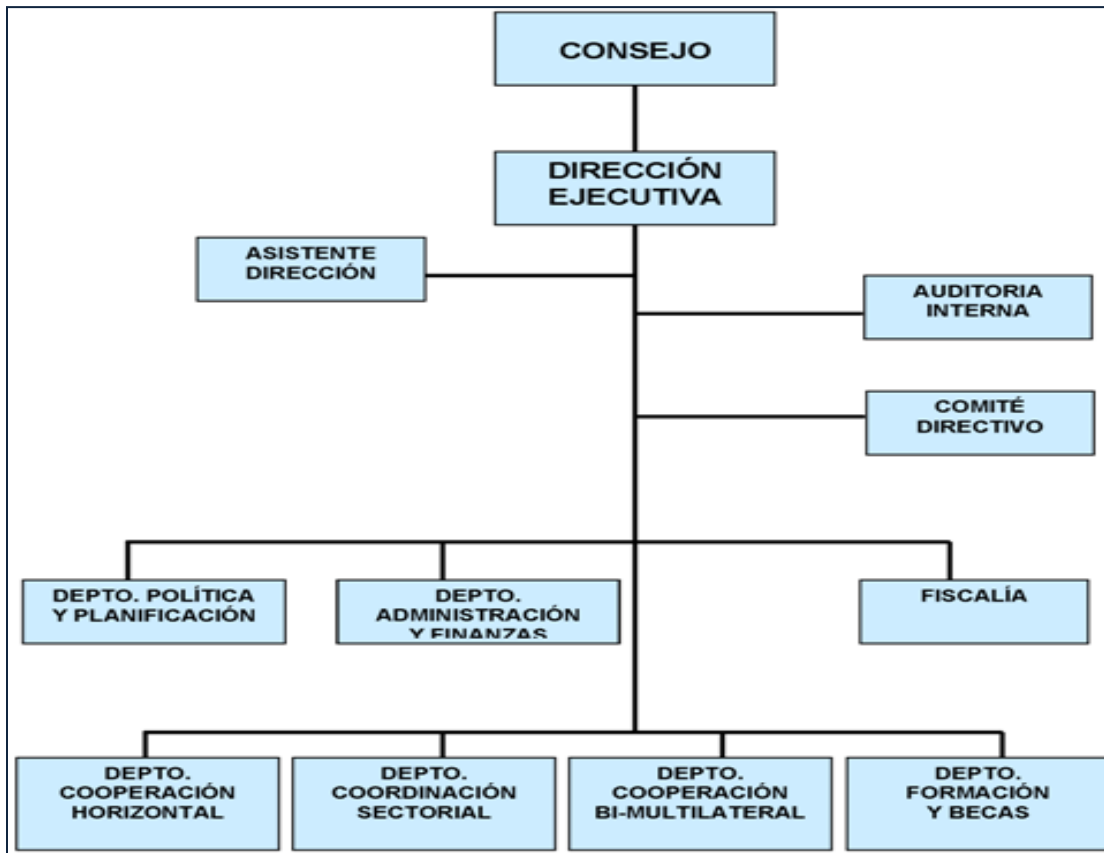 CONSEJO
DIRECCIÓN
EJECUTIVA
ASISTENTE
DIRECCIÓN
AUDITORIA
INTERNA
COMITÉ
DIRECTIVO
DEPTO. POLÍTICA
Y PLANIFICACIÓN
DEPTO.
ADMINISTRACIÓN
Y FINANZAS
FISCALÍA
DEPTO.
COOPERACIÓN
HORIZONTAL
DEPTO.
COORDINACIÓN
SECTORIAL
DEPTO.
COOPERACIÓN
BI-MULTILATERAL
DEPTO.
FORMACIÓN
Y BECAS